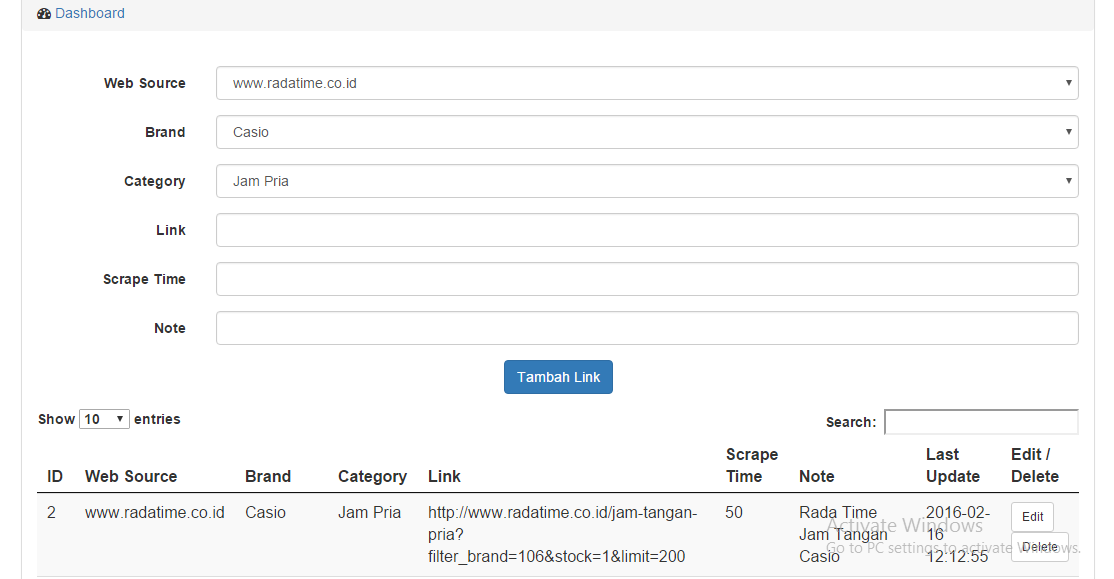 Dashboard
Web Source www.radatime.co.id
Brand Casio
Category Jam Pria
Link
Scrape Time
Note
Tambah Link
Show 10 entries
Search:
ID Web Source Brand Category Link Scrape Time Note Last Update Edit / Delete
2 www.radatime.co.id Casio Jam Pria http://www.radatime.co.id/jam-tangan-pria?filter_brand=106&stock=1&limit=200 50 Rada Time Jam Tangan Casio 2016-02-16 12:12:55 Edit Delete
Activate Windows
Go to PC settings to activate Windows.